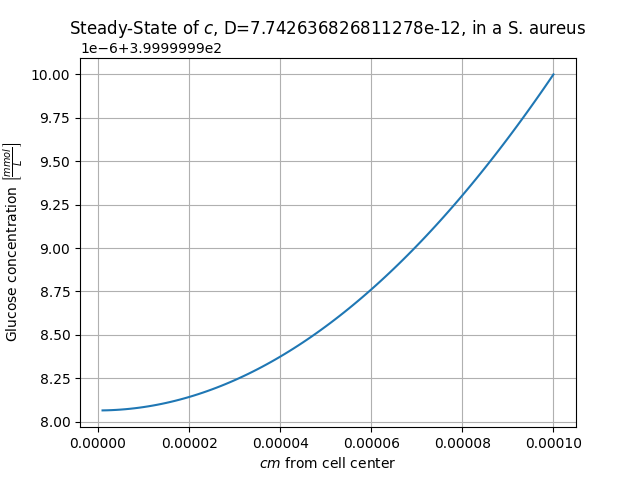 Steady-State of c, D=7.742636826811278e-12, in a S. aureus
1e−6+3.9999999e2
10.00
9.75
9.50
9.25
9.00
8.75
8.50
8.25
8.00
Glucose concentration [mmol/L]
0.00000 0.00002 0.00004 0.00006 0.00008 0.00010
cm from cell center